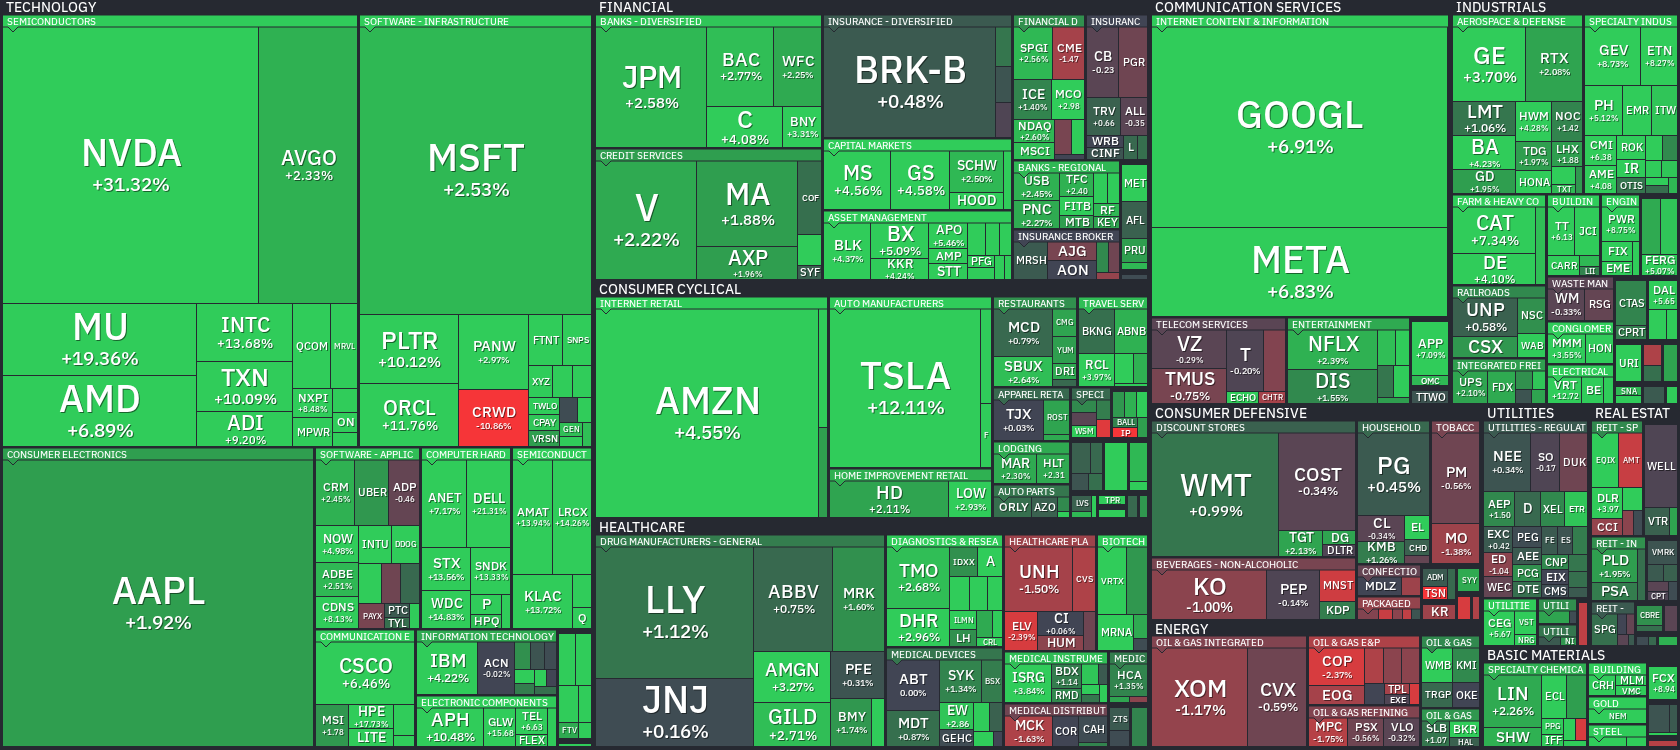 TECHNOLOGY
SEMICONDUCTORS
NVDA
+31.32%
AVGO
+2.33%
MU
+19.36%
AMD
+6.89%
INTC
+13.68%
TXN
+10.09%
ADI
+9.20%
QCOM
MRVL
NXPI
+8.48%
MPWR
ON
SOFTWARE - INFRASTRUCTURE
MSFT
+2.53%
PLTR
+10.12%
ORCL
+11.76%
PANW
+2.97%
CRWD
-10.86%
FTNT
SNPS
XYZ
TWLO
CPAY
VRSN
GEN
CONSUMER ELECTRONICS
AAPL
+1.92%
SOFTWARE - APPLIC
CRM
+2.45%
UBER
ADP
-0.46
NOW
+4.98%
INTU
DDOG
ADBE
+2.51%
CDNS
+8.13%
PAYX
PTC
TYL
COMPUTER HARD
ANET
+7.17%
DELL
+21.31%
STX
+13.56%
SNDK
+13.33%
WDC
+14.83%
P
HPQ
SEMICONDUCT
AMAT
+13.94%
LRCX
+14.26%
KLAC
+13.72%
Q
COMMUNICATION E
CSCO
+6.46%
MSI
+1.78
HPE
+17.73%
LITE
INFORMATION TECHNOLOGY
IBM
+4.22%
ACN
-0.02%
ELECTRONIC COMPONENTS
APH
+10.48%
GLW
+15.68
TEL
+6.63
FLEX
FTV
FINANCIAL
BANKS - DIVERSIFIED
JPM
+2.58%
BAC
+2.77%
WFC
+2.25%
C
+4.08%
BNY
+3.31%
CREDIT SERVICES
V
+2.22%
MA
+1.88%
AXP
+1.96%
COF
SYF
INSURANCE - DIVERSIFIED
BRK-B
+0.48%
CAPITAL MARKETS
MS
+4.56%
GS
+4.58%
SCHW
+2.50%
HOOD
ASSET MANAGEMENT
BLK
+4.37%
BX
+5.09%
KKR
+4.24%
APO
+5.46%
AMP
STT
PFG
FINANCIAL D
SPGI
+2.56%
CME
-1.47
ICE
+1.40%
MCO
+2.98
NDAQ
+2.60%
MSCI
INSURANC
CB
-0.23
PGR
TRV
+0.66
ALL
-0.35
WRB
CINF
L
BANKS - REGIONAL
USB
+2.45%
TFC
+2.40
PNC
+2.27%
FITB
MTB
RF
KEY
INSURANCE BROKER
MRSH
AJG
AON
MET
AFL
PRU
CONSUMER CYCLICAL
INTERNET RETAIL
AMZN
+4.55%
AUTO MANUFACTURERS
TSLA
+12.11%
F
HOME IMPROVEMENT RETAIL
HD
+2.11%
LOW
+2.93%
RESTAURANTS
MCD
+0.79%
CMG
YUM
SBUX
+2.64%
DRI
TRAVEL SERV
BKNG
ABNB
RCL
+3.97%
APPAREL RETA
TJX
+0.03%
ROST
SPECI
WSM
BALL
IP
LODGING
MAR
+2.30%
HLT
+2.31
AUTO PARTS
ORLY
AZO
LVS
TPR
HEALTHCARE
DRUG MANUFACTURERS - GENERAL
LLY
+1.12%
JNJ
+0.16%
ABBV
+0.75%
MRK
+1.60%
AMGN
+3.27%
PFE
+0.31%
GILD
+2.71%
BMY
+1.74%
DIAGNOSTICS & RESEA
TMO
+2.68%
IDXX
A
DHR
+2.96%
ILMN
LH
CRL
MEDICAL DEVICES
ABT
0.00%
SYK
+1.34%
BSX
MDT
+0.87%
EW
+2.86
GEHC
HEALTHCARE PLA
UNH
-1.50%
CVS
ELV
-2.39%
CI
+0.06%
HUM
BIOTECH
VRTX
MRNA
MEDICAL INSTRUME
ISRG
+3.84%
BDX
+1.14
RMD
MEDIC
HCA
+1.35%
MEDICAL DISTRIBUT
MCK
-1.63%
COR
CAH
ZTS
COMMUNICATION SERVICES
INTERNET CONTENT & INFORMATION
GOOGL
+6.91%
META
+6.83%
TELECOM SERVICES
VZ
-0.29%
T
-0.20%
TMUS
-0.75%
ECHO
CHTR
ENTERTAINMENT
NFLX
+2.39%
DIS
+1.55%
APP
+7.09%
OMC
TTWO
INDUSTRIALS
AEROSPACE & DEFENSE
GE
+3.70%
RTX
+2.08%
LMT
+1.06%
HWM
+4.28%
NOC
+1.42
BA
+4.23%
TDG
+1.97%
LHX
+1.88
GD
+1.95%
HONA
TXT
SPECIALTY INDUS
GEV
+8.73%
ETN
+8.27%
PH
+5.12%
EMR
ITW
CMI
+6.38
ROK
IR
AME
+4.08
OTIS
FARM & HEAVY CO
CAT
+7.34%
DE
+4.10%
BUILDIN
TT
+6.13
JCI
CARR
LII
ENGIN
PWR
+8.75%
FIX
EME
FERG
+5.07%
RAILROADS
UNP
+0.58%
NSC
CSX
WAB
WASTE MAN
WM
-0.33%
RSG
CTAS
CPRT
DAL
+5.65
CONGLOMER
MMM
+3.55%
HON
URI
INTEGRATED FREI
UPS
+2.10%
FDX
ELECTRICAL
VRT
+12.72
BE
SNA
CONSUMER DEFENSIVE
DISCOUNT STORES
WMT
+0.99%
COST
-0.34%
TGT
+2.13%
DG
DLTR
HOUSEHOLD
PG
+0.45%
CL
-0.34%
EL
KMB
+1.26%
CHD
TOBACC
PM
-0.56%
MO
-1.38%
BEVERAGES - NON-ALCOHOLIC
KO
-1.00%
PEP
-0.14%
MNST
KDP
CONFECTIO
MDLZ
PACKAGED
ADM
TSN
SYY
KR
ENERGY
OIL & GAS INTEGRATED
XOM
-1.17%
CVX
-0.59%
OIL & GAS E&P
COP
-2.37%
EOG
TPL
EXE
OIL & GAS REFINING
MPC
-1.75%
PSX
-0.56%
VLO
-0.32%
OIL & GAS
WMB
KMI
TRGP
OKE
OIL & GAS
SLB
+1.07
BKR
HAL
UTILITIES
UTILITIES - REGULAT
NEE
+0.34%
SO
-0.17
DUK
AEP
+1.50
D
XEL
ETR
EXC
+0.42
PEG
FE
ES
ED
-1.04
AEE
CNP
PCG
EIX
WEC
DTE
CMS
UTILITIE
CEG
+5.67
VST
NRG
UTILI
UTILI
NI
REAL ESTAT
REIT - SP
EQIX
AMT
DLR
+3.97
CCI
WELL
VTR
REIT - IN
PLD
+1.95%
PSA
VMRK
CPT
REIT -
SPG
CBRE
BASIC MATERIALS
SPECIALTY CHEMICA
LIN
+2.26%
ECL
SHW
PPG
IFF
BUILDING
CRH
MLM
VMC
GOLD
NEM
STEEL
FCX
+8.94